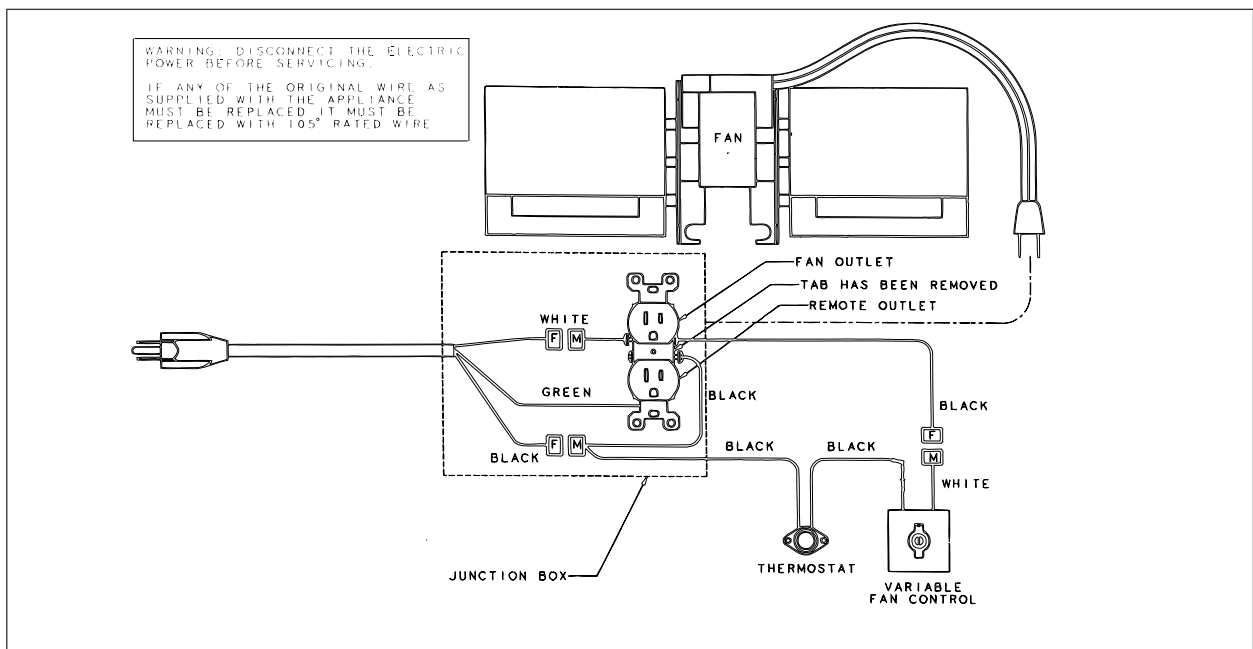 WARNING: DISCONNECT THE ELECTRIC
POWER BEFORE SERVICING.
IF ANY OF THE ORIGINAL WIRE AS
SUPPLIED WITH THE APPLIANCE
MUST BE REPLACED IT MUST BE
REPLACED WITH 105° RATED WIRE
FAN
FAN OUTLET
TAB HAS BEEN REMOVED
REMOTE OUTLET
WHITE
F M
GREEN
BLACK
BLACK
F
M
WHITE
F M
BLACK
BLACK
BLACK
JUNCTION BOX
THERMOSTAT
VARIABLE
FAN CONTROL